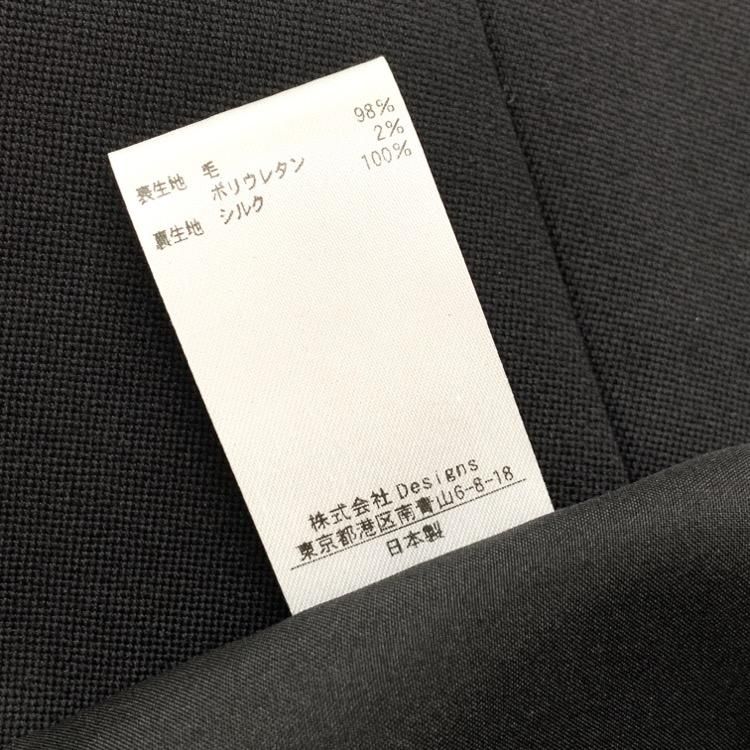 表生地 毛 98%
ポリウレタン 2%
裏生地 シルク 100%
株式会社 Designs
東京都港区南青山6-8-18
日本製